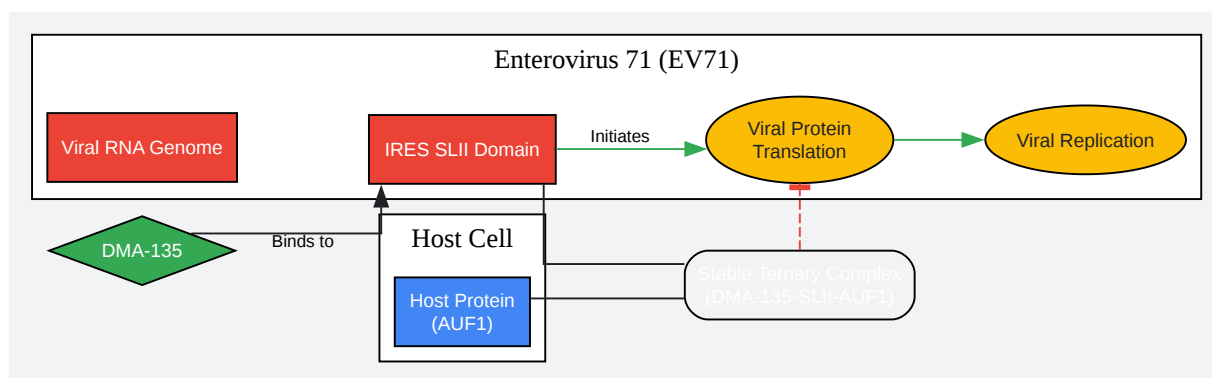 Enterovirus 71 (EV71)
Viral RNA Genome
IRES SLII Domain
Initiates
Viral Protein
Translation
Viral Replication
DMA-135
Binds to
Host Cell
Host Protein
(AUF1)
Stable Ternary Complex
(DMA-135-SLII-AUF1)